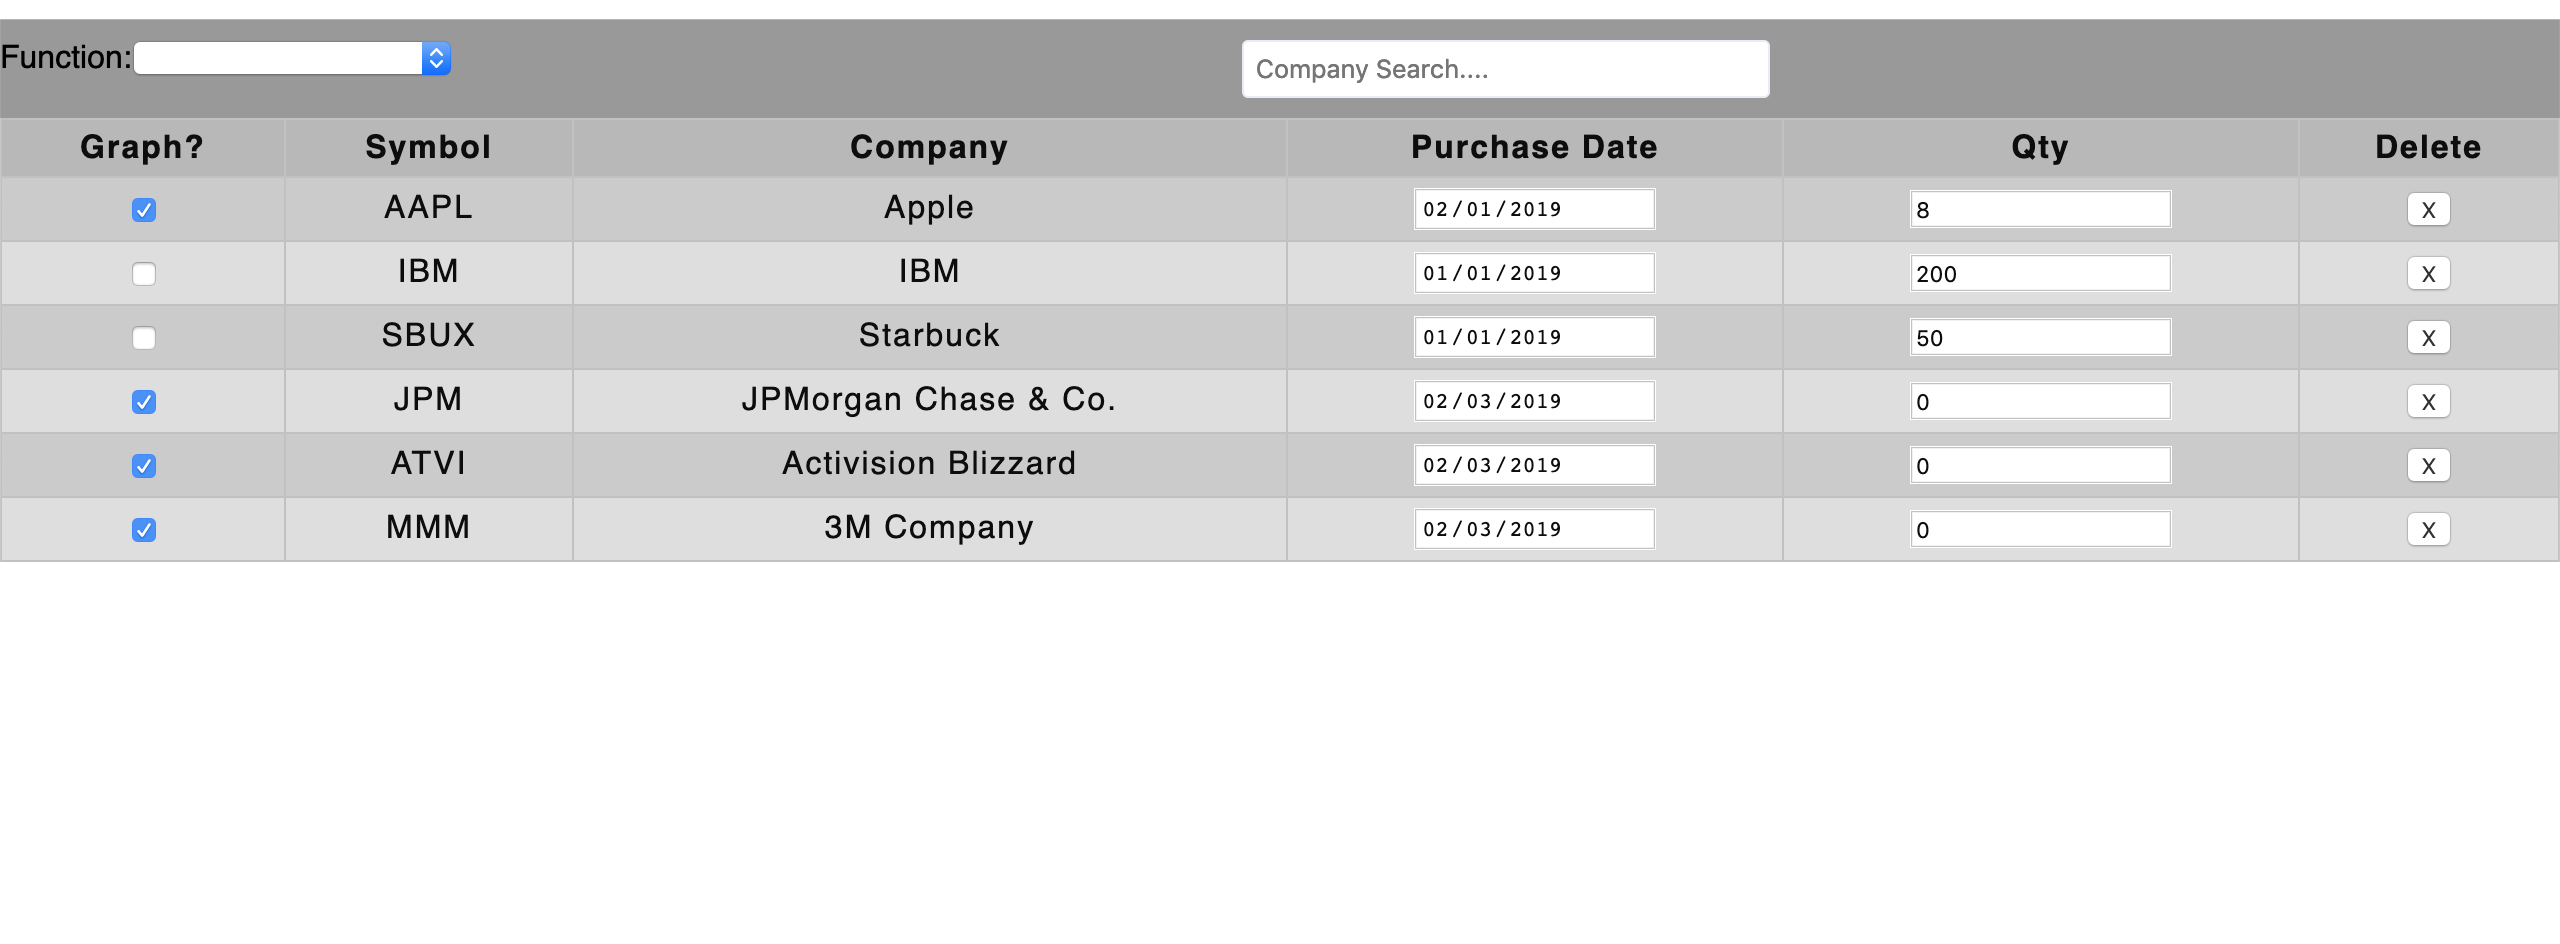 Function: Company Search....
Graph? Symbol Company Purchase Date Qty Delete
AAPL Apple 02/01/2019 8 X
IBM IBM 01/01/2019 200 X
SBUX Starbuck 01/01/2019 50 X
JPM JPMorgan Chase & Co. 02/03/2019 0 X
ATVI Activision Blizzard 02/03/2019 0 X
MMM 3M Company 02/03/2019 0 X